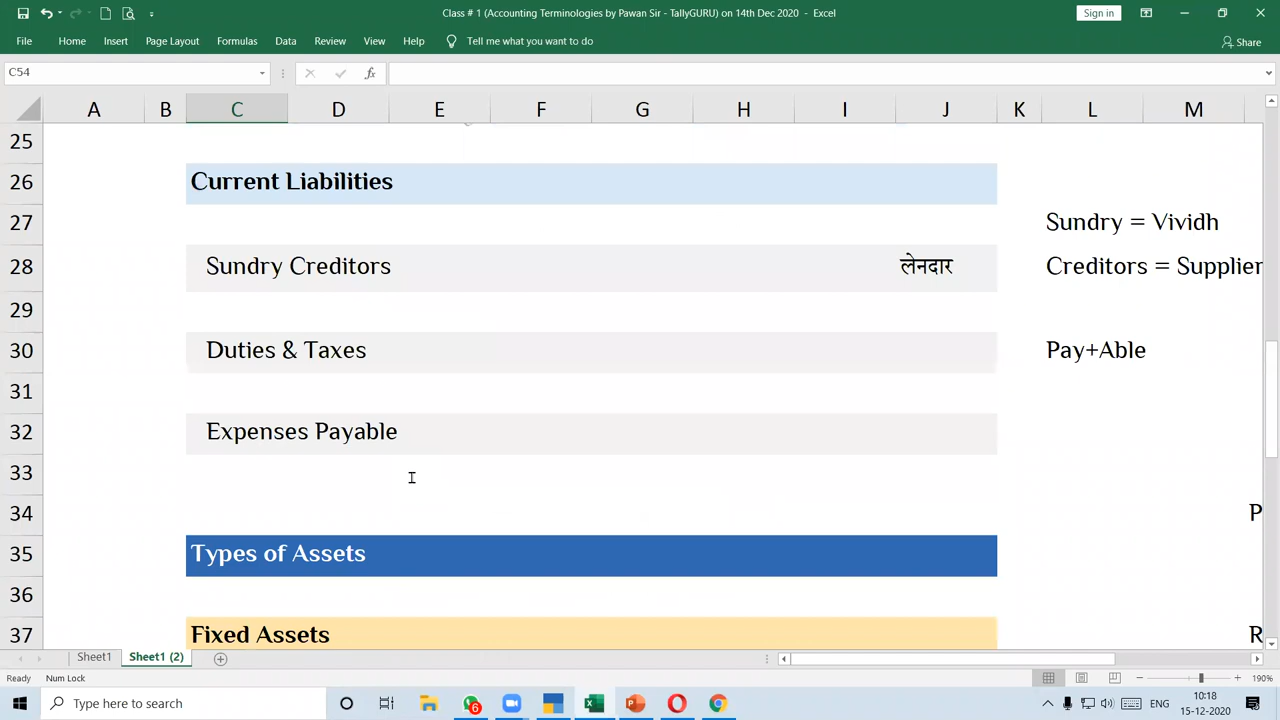 Class # 1 (Accounting Terminologies by Pawan Sir - TallyGURU) on 14th Dec 2020 - Excel
Sign in
File Home Insert Page Layout Formulas Data Review View Help Tell me what you want to do Share
C54 fx
A B C D E F G H I J K L M
25
26 Current Liabilities
27 Sundry = Vividh
28 Sundry Creditors लेनदार Creditors = Supplier
29
30 Duties & Taxes Pay+Able
31
32 Expenses Payable
33
34 P
35 Types of Assets
36
37 Fixed Assets R
Sheet1 Sheet1 (2)
Ready Num Lock 190%
Type here to search 6 ENG 10:18
15-12-2020